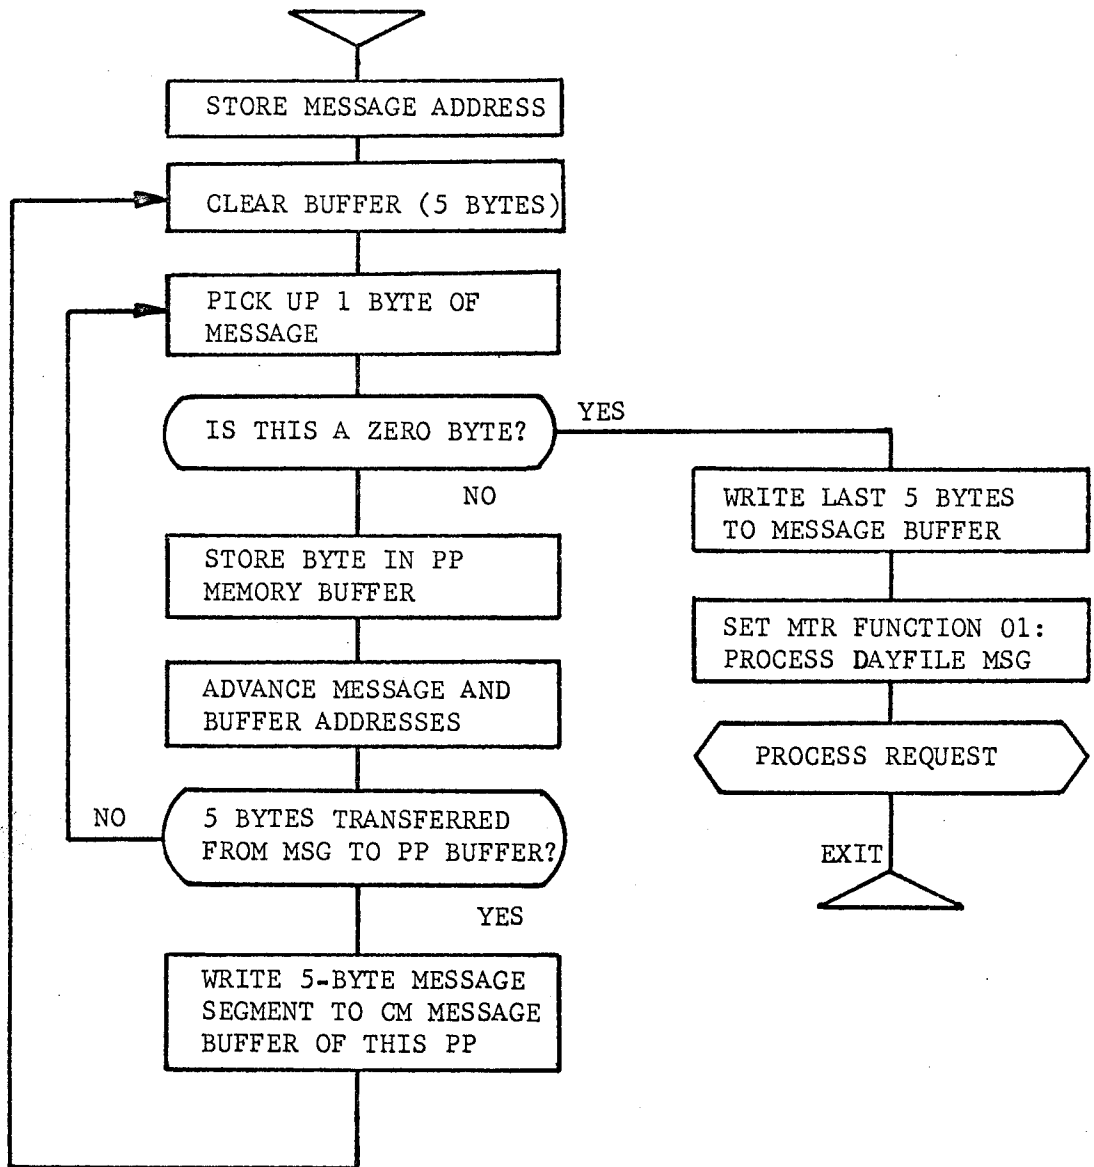 STORE MESSAGE ADDRESS
CLEAR BUFFER (5 BYTES)
PICK UP 1 BYTE OF
MESSAGE
IS THIS A ZERO BYTE?
YES
NO
WRITE LAST 5 BYTES
TO MESSAGE BUFFER
STORE BYTE IN PP
MEMORY BUFFER
SET MTR FUNCTION 01:
PROCESS DAYFILE MSG
ADVANCE MESSAGE AND
BUFFER ADDRESSES
PROCESS REQUEST
NO
5 BYTES TRANSFERRED
FROM MSG TO PP BUFFER?
EXIT
YES
WRITE 5-BYTE MESSAGE
SEGMENT TO CM MESSAGE
BUFFER OF THIS PP